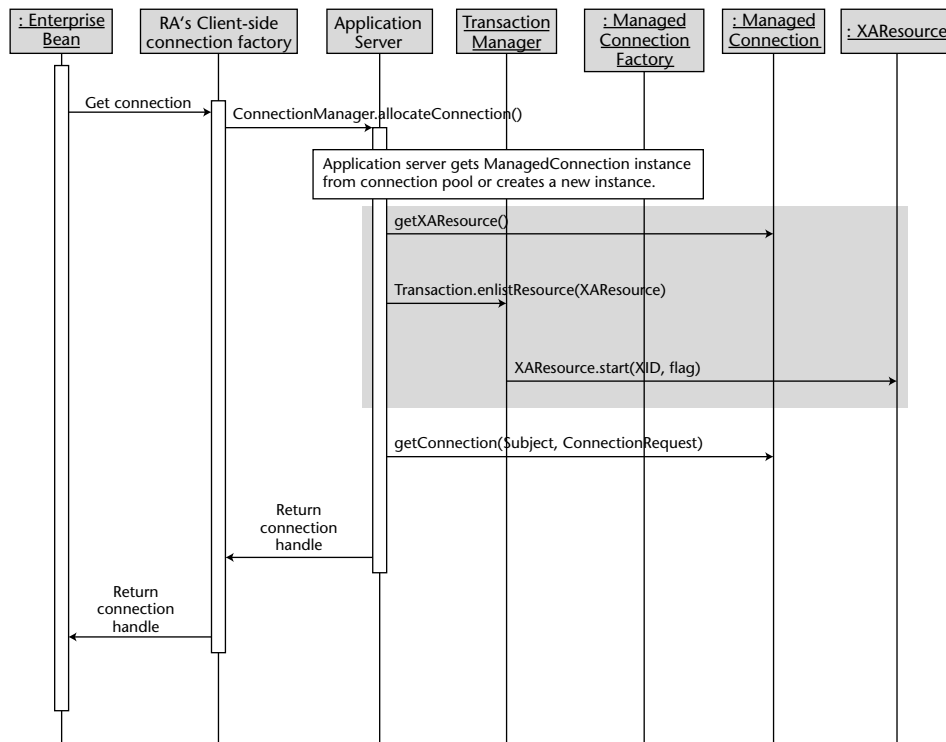 : Enterprise
Bean
RA's Client-side
connection factory
Application
Server
Transaction
Manager
: Managed
Connection
Factory
: Managed
Connection
: XAResource
Get connection
ConnectionManager.allocateConnection()
Application server gets ManagedConnection instance
from connection pool or creates a new instance.
getXAResource()
Transaction.enlistResource(XAResource)
XAResource.start(XID, flag)
getConnection(Subject, ConnectionRequest)
Return
connection
handle
Return
connection
handle